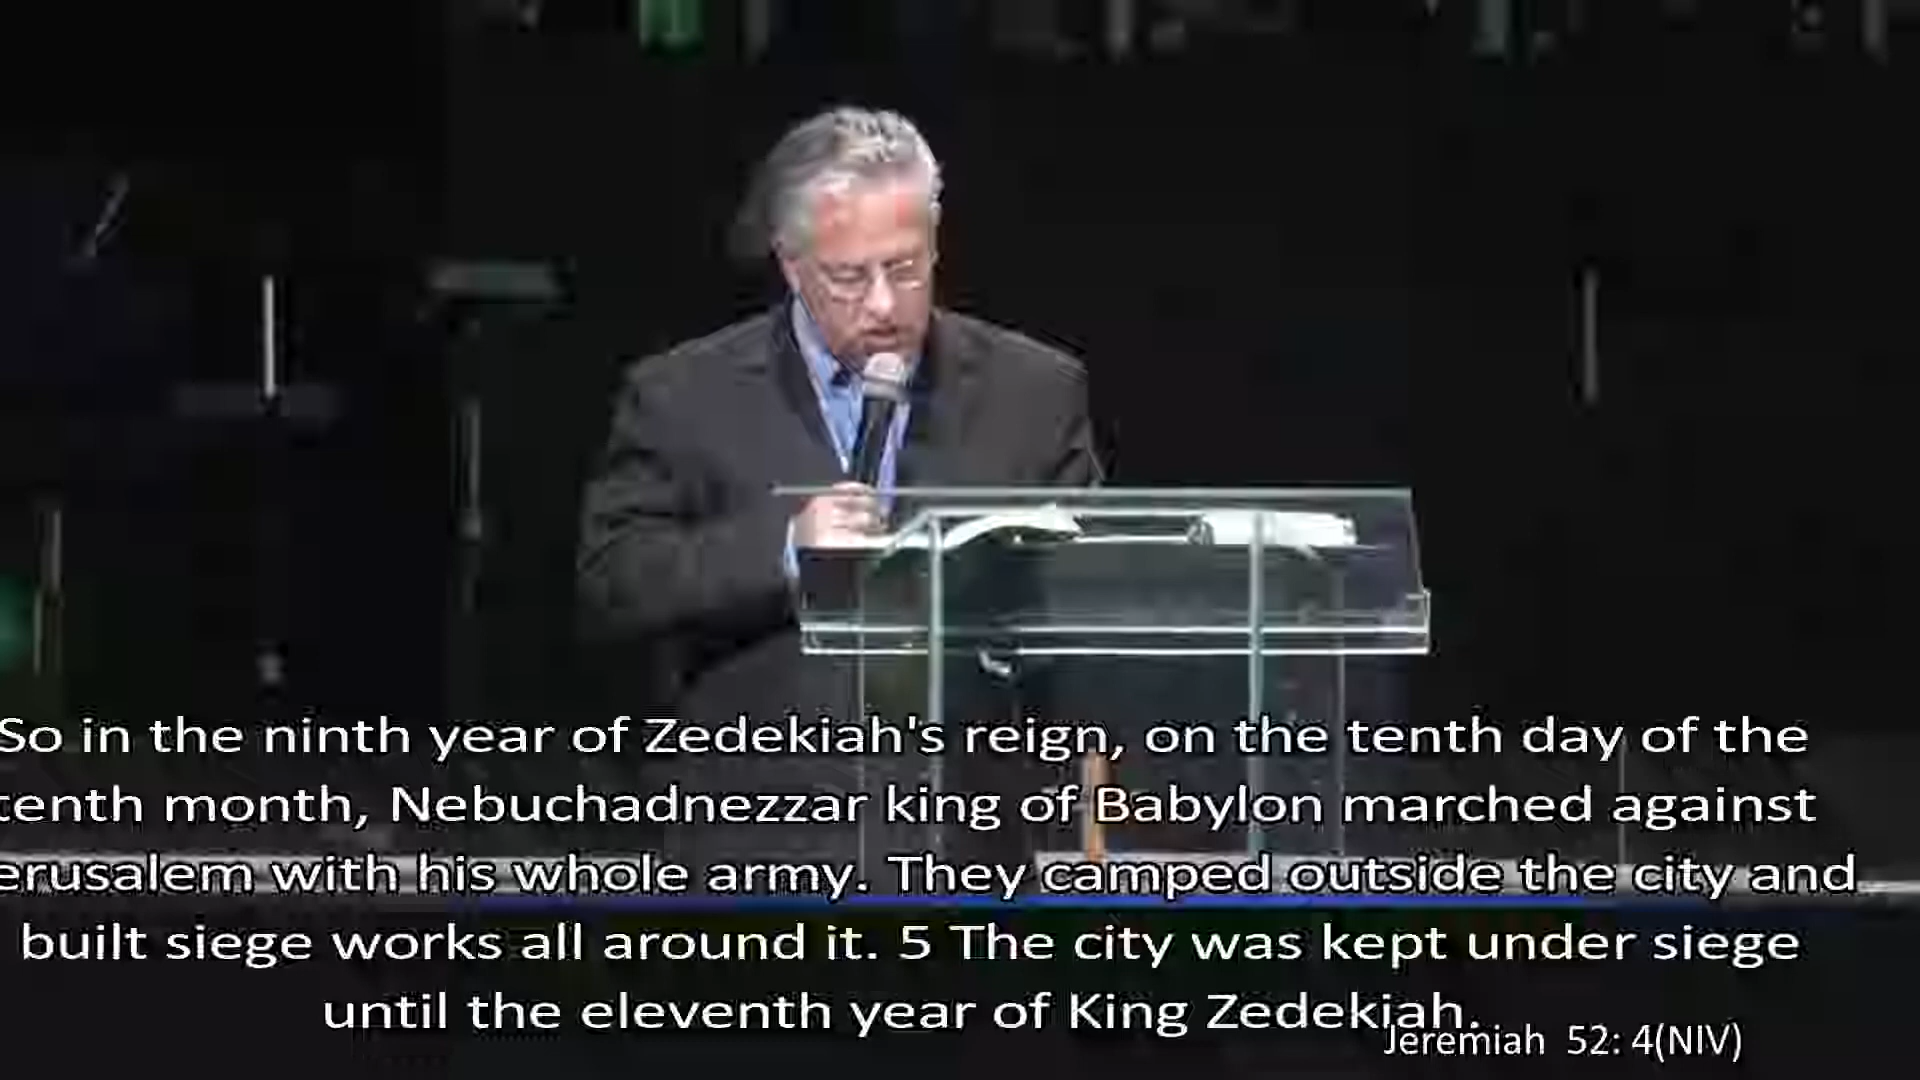 So in the ninth year of Zedekiah's reign, on the tenth day of the
tenth month, Nebuchadnezzar king of Babylon marched against
erusalem with his whole army. They camped outside the city and
built siege works all around it. 5 The city was kept under siege
until the eleventh year of King Zedekiah.
Jeremiah 52: 4(NIV)